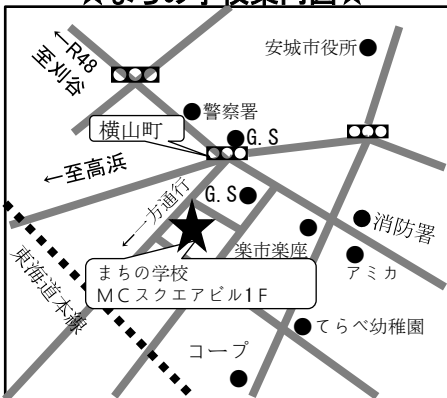 ★まちの学校案内図★
←R48
至刈谷
安城市役所
警察署
横山町
G.S
←至高浜
←一方通行
G.S
消防署
楽市楽座
アミカ
東海道本線
まちの学校
MCスクエアビル1F
てらべ幼稚園
コープ